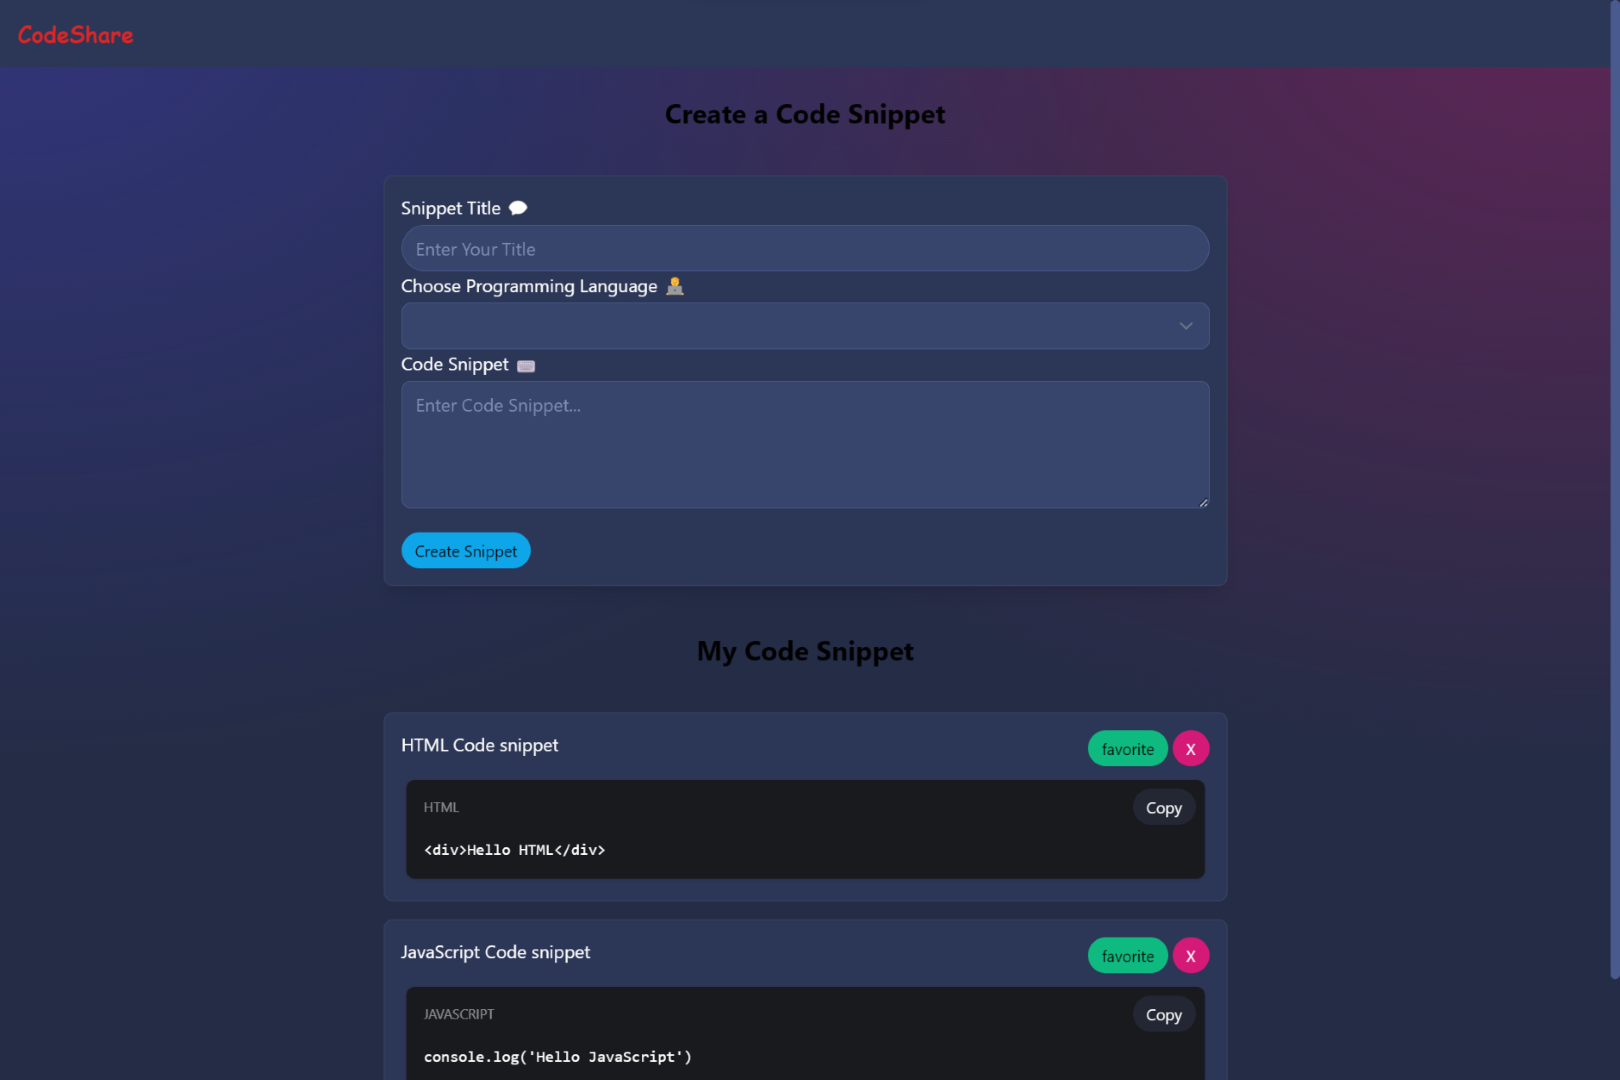 CodeShare
Create a Code Snippet
Snippet Title 💬
Enter Your Title
Choose Programming Language 🧑‍💻
Code Snippet ⌨️
Enter Code Snippet...
Create Snippet
My Code Snippet
HTML Code snippet
favorite X
HTML
Copy
<div>Hello HTML</div>
JavaScript Code snippet
favorite X
JAVASCRIPT
Copy
console.log('Hello JavaScript')